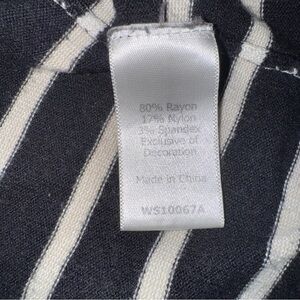 80% Rayon
17% Nylon
3% Spandex
Exclusive of
Decoration
Made in China
WS10067A